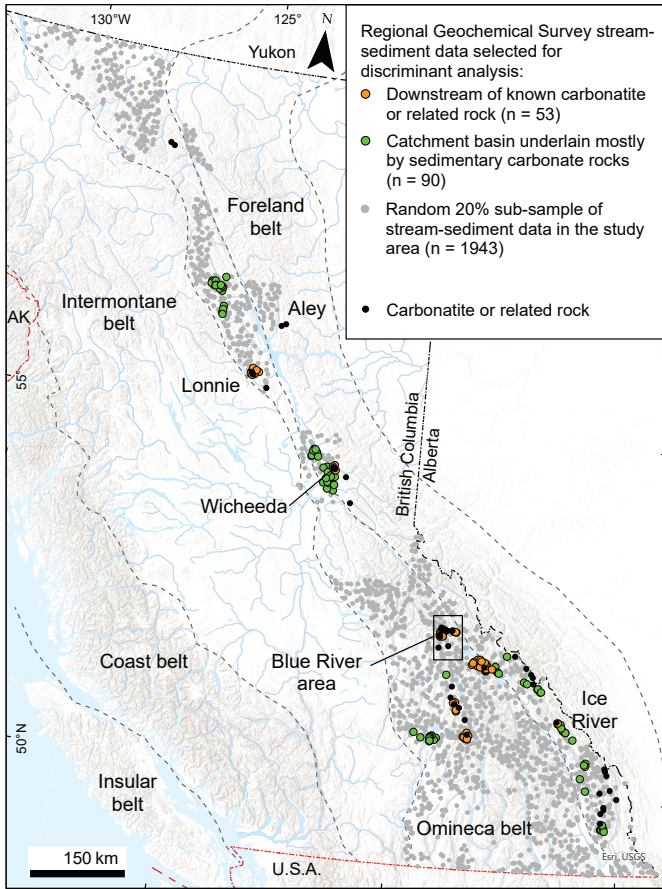 130°W
125°
N
Yukon
Regional Geochemical Survey stream-
sediment data selected for
discriminant analysis:
Downstream of known carbonatite
or related rock (n = 53)
Catchment basin underlain mostly
by sedimentary carbonate rocks
(n = 90)
Random 20% sub-sample of
stream-sediment data in the study
area (n = 1943)
Carbonatite or related rock
Foreland
belt
Intermontane
belt
AK
Aley
55°
Lonnie
British Columbia
Alberta
Wicheeda
Coast belt
Blue River
area
Ice
River
50°N
Insular
belt
Omineca belt
150 km
U.S.A.
Esri, USGS